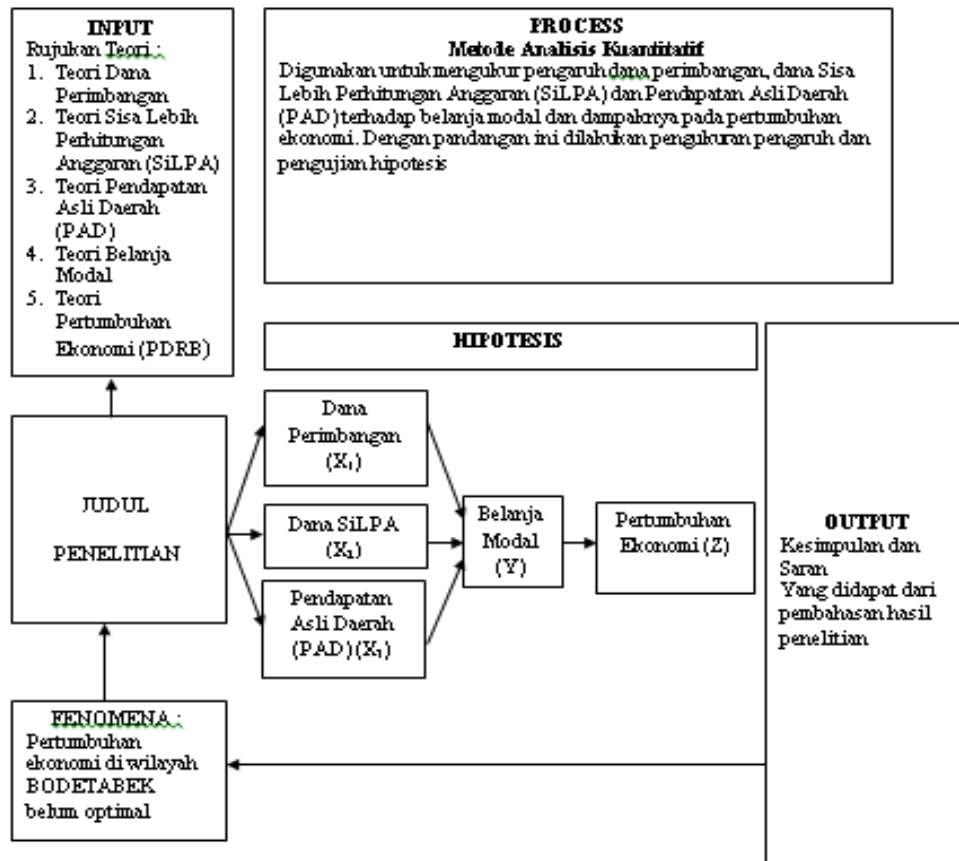 INPUT
Rujukan Teori :
1. Teori Dana
Perimbangan
2. Teori Sisa Lebih
Perhitungan
Anggaran (SiLPA)
3. Teori Pendapatan
Asli Daerah
(PAD)
4. Teori Belanja
Modal
5. Teori
Pertumbuhan
Ekonomi (PDRB)
PROCESS
Metode Analisis Kuantitatif
Digunakan untuk mengukur pengaruh dana perimbangan, dana Sisa
Lebih Perhitungan Anggaran (SiLPA) dan Pendapatan Asli Daerah
(PAD) terhadap belanja modal dan dampaknya pada pertumbuhan
ekonomi. Dengan pandangan ini dilakukan pengukuran pengaruh dan
pengujian hipotesis
HIPOTESIS
JUDUL
PENELITIAN
Dana
Perimbangan
(X₁)
Dana SiLPA
(X₂)
Pendapatan
Asli Daerah
(PAD)
Belanja
Modal
(Y)
Pertumbuhan
Ekonomi (Z)
OUTPUT
Kesimpulan dan
Saran
Yang didapat dari
pembahasan hasil
penelitian
FENOMENA :
Pertumbuhan
ekonomi di wilayah
BODETABEK
belum optimal